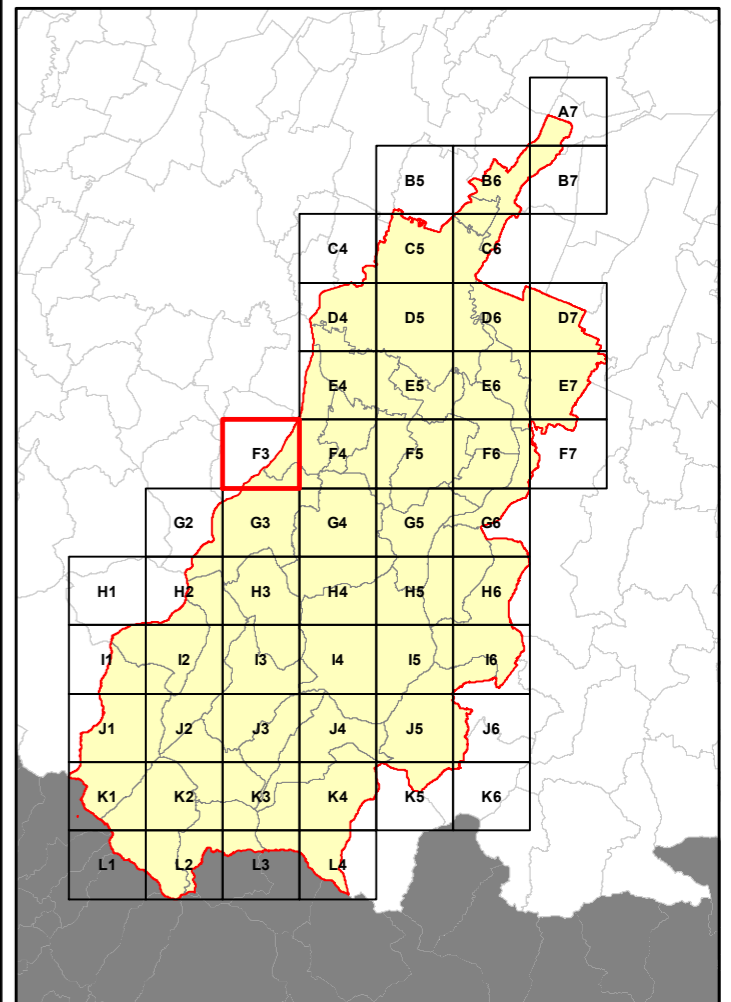 A7
B5 B6 B7
C4 C5 C6
D4 D5 D6 D7
E4 E5 E6 E7
F3 F4 F5 F6 F7
G2 G3 G4 G5 G6
H1 H2 H3 H4 H5 H6
I1 I2 I3 I4 I5 I6
J1 J2 J3 J4 J5 J6
K1 K2 K3 K4 K5 K6
L1 L2 L3 L4